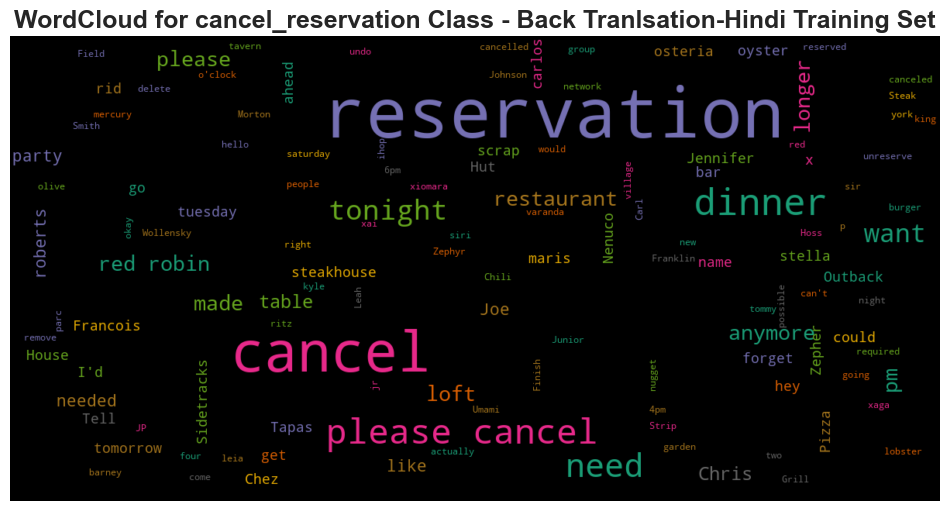 WordCloud for cancel_reservation Class - Back Tranlsation-Hindi Training Set
tavern
cancelled
group
reserved
Field
please
undo
carlos
osteria
oyster
o'clock
Johnson
rid
delete
ahead
network
longer
canceled
Steak
mercury
Morton
reservation
york
king
Smith
hello
ihop
scrap
would
red
party
saturday
Hut
Jennifer
x
unreserve
6pm
bar
olive
go
people
xiomara
village
sir
restaurant
dinner
tuesday
tonight
varanda
Carl
burger
roberts
okay
xai
Nenuco
p
Wollensky
siri
Hoss
want
right
Zephyr
new
red robin
steakhouse
maris
Franklin
name
stella
Chili
Outback
kyle
Leah
can't
made
table
Joe
tommy
possible
night
parc
Francois
ritz
anymore
Zepher
could
remove
cancel
Junior
House
forget
required
I'd
Sidetracks
jr
Finish
nugget
hey
going
pm
needed
loft
xaga
Tell
Umami
4pm
JP
Tapas
please cancel
Strip
Pizza
tomorrow
four
leia
get
actually
garden
two
lobster
barney
come
Chez
like
need
Chris
Grill